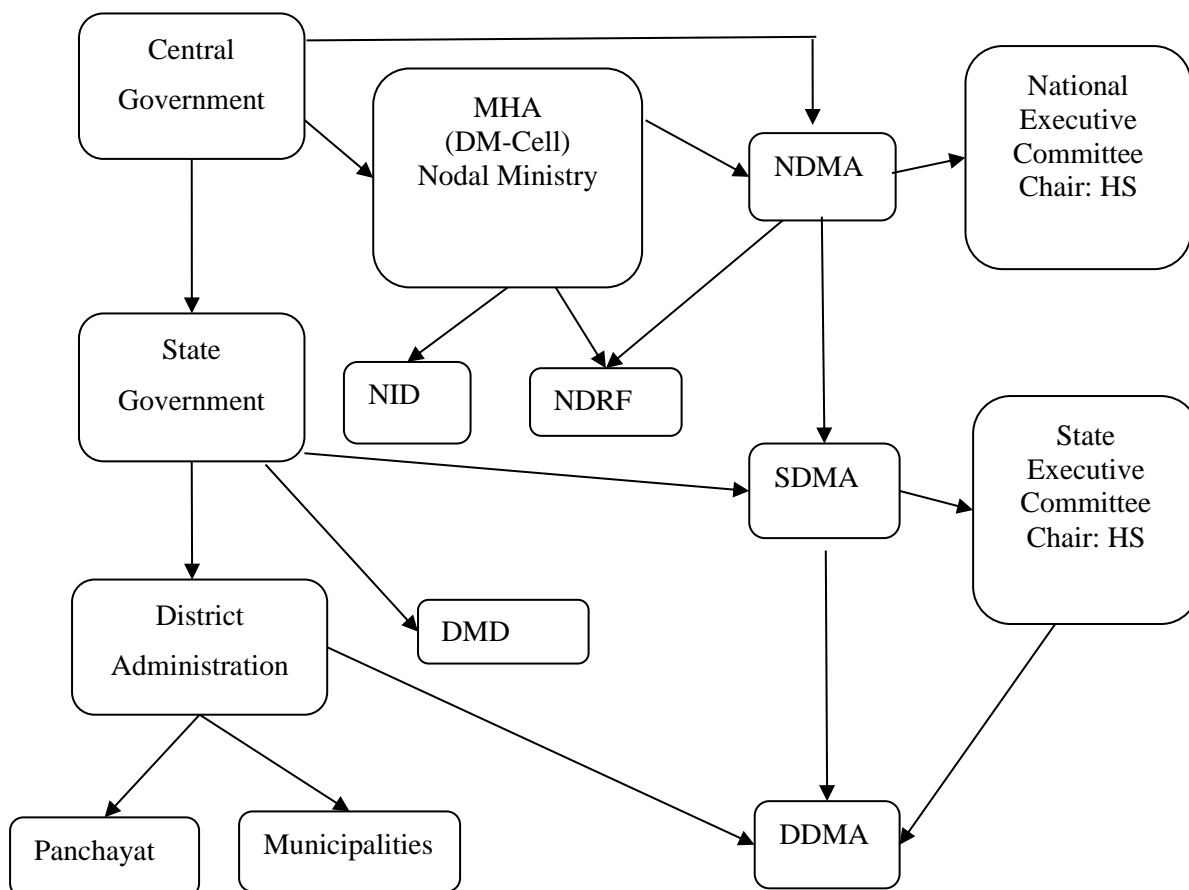 Central
Government
MHA
(DM-Cell)
Nodal Ministry
NDMA
National
Executive
Committee
Chair: HS
State
Government
NID
NDRF
SDMA
State
Executive
Committee
Chair: HS
District
Administration
DMD
Panchayat
Municipalities
DDMA